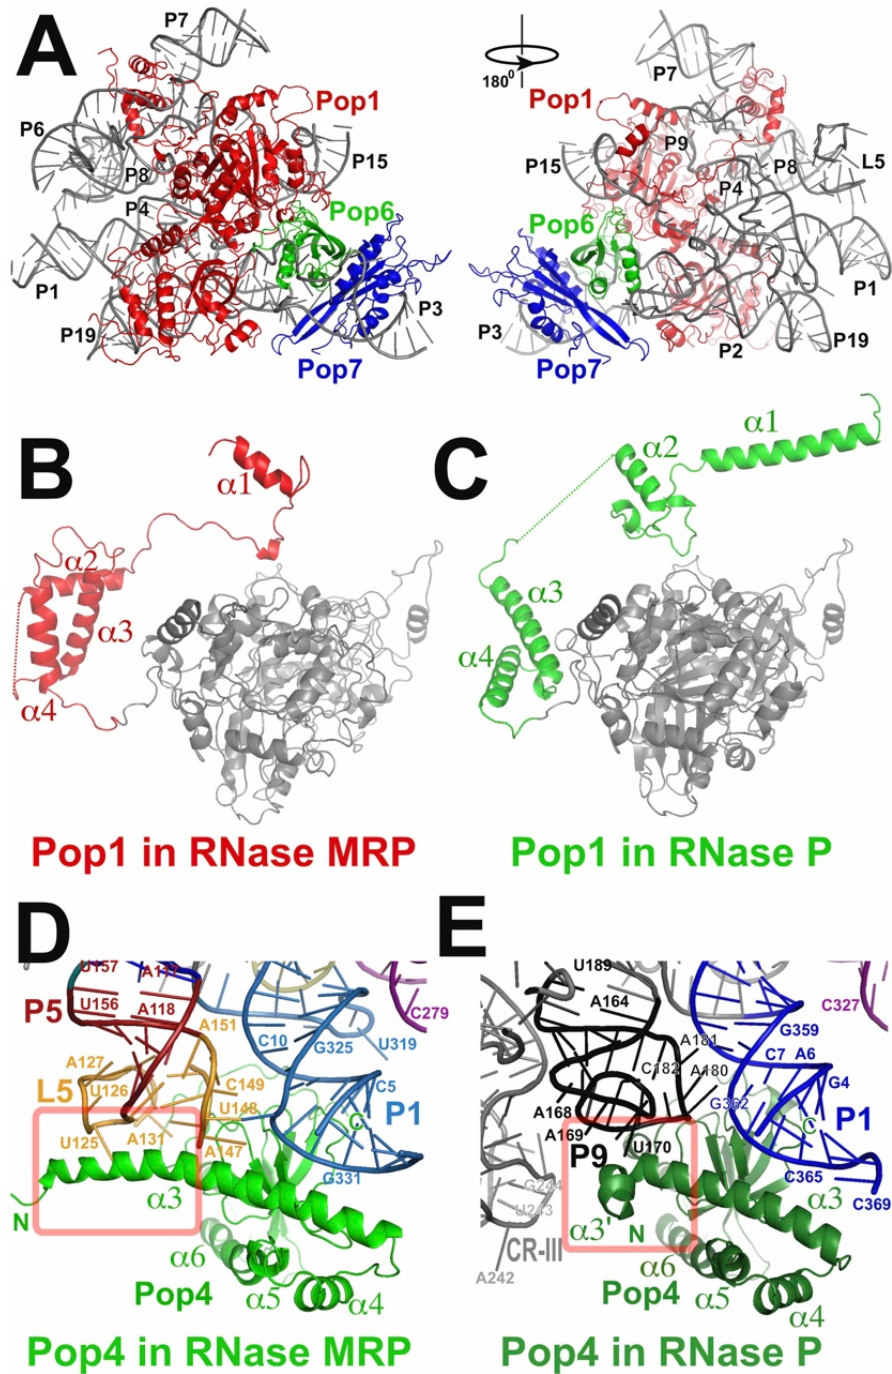 A
P7
Pop1
P6
P15
P8
P4
Pop6
P1
P3
P19
Pop7
180⁰
P7
Pop1
P9
P15
P8
L5
P4
Pop6
P1
P3
P19
P2
Pop7
B
α1
α2
α3
α4
Pop1 in RNase MRP
C
α1
α2
α3
α4
Pop1 in RNase P
D
U157
A117
P5
U156
A118
C279
A151
C10
G325
U319
A127
U126
C149
C5
L5
U148
P1
U125
A131
C
A147
G331
α3
N
α6
Pop4
α5
α4
Pop4 in RNase MRP
E
U189
C327
A164
G359
A181
C7
A6
C182
A180
G4
G362
P1
A168
C
A169
U170
P9
C365
G244
C369
U243
α3
α3'
N
CR-III
α6
A242
Pop4
α5
α4
Pop4 in RNase P